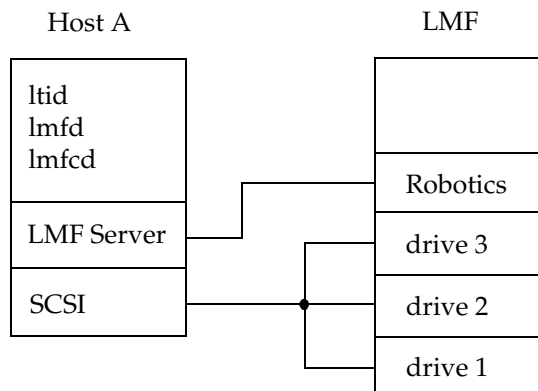 Host A
LMF
ltid
lmfd
lmfcd
LMF Server
SCSI
Robotics
drive 3
drive 2
drive 1